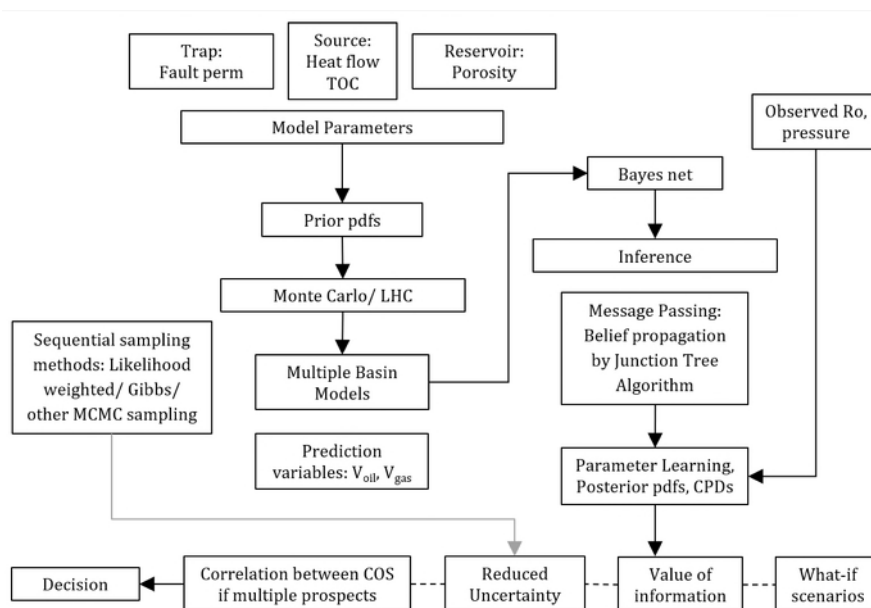 Trap:
Fault perm
Source:
Heat flow
TOC
Reservoir:
Porosity
Model Parameters
Observed Ro,
pressure
Bayes net
Prior pdfs
Inference
Monte Carlo/ LHC
Message Passing:
Belief propagation
by Junction Tree
Algorithm
Sequential sampling
methods: Likelihood
weighted/ Gibbs/
other MCMC sampling
Multiple Basin
Models
Prediction
variables: Voil, Vgas
Parameter Learning,
Posterior pdfs, CPDs
Decision
Correlation between COS
if multiple prospects
Reduced
Uncertainty
Value of
information
What-if
scenarios